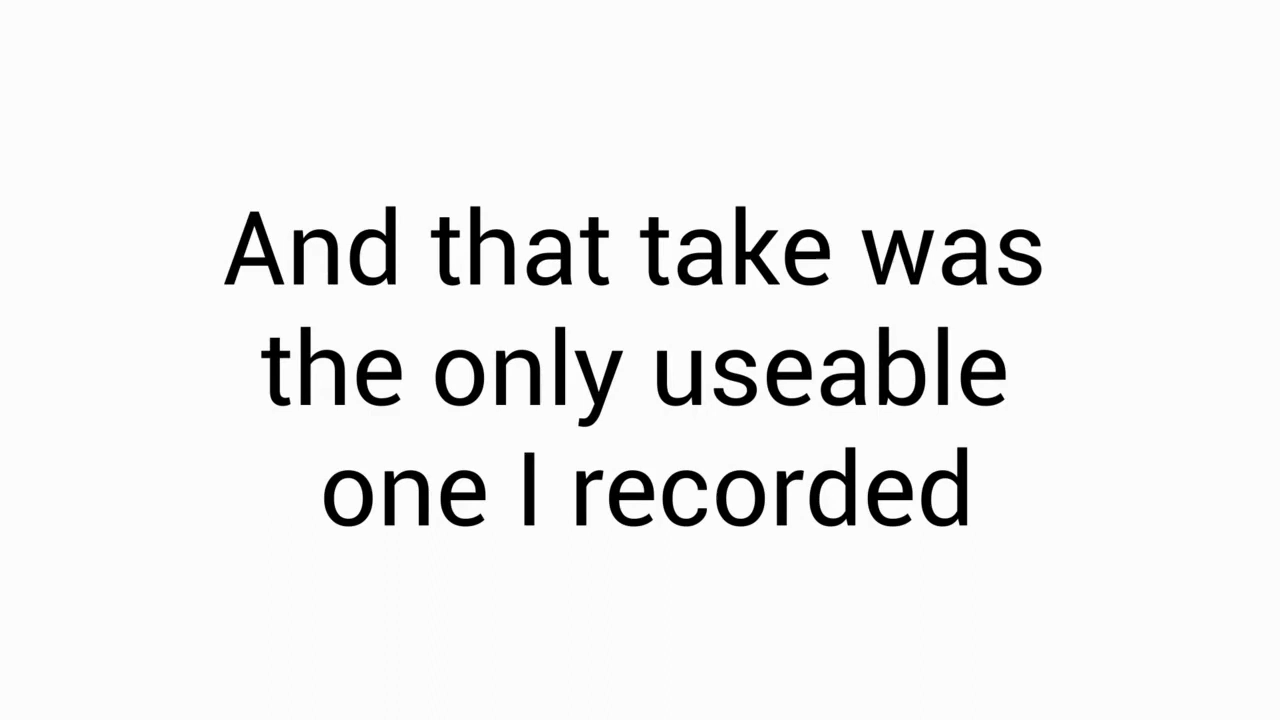 And that take was
the only useable
one I recorded